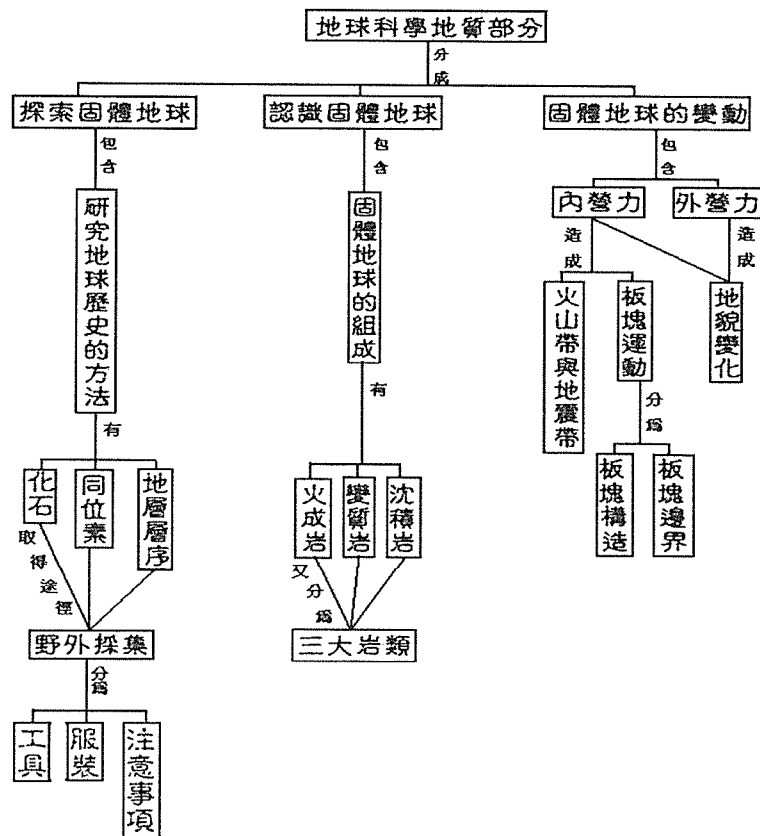 地球科學地質部分
分成
探索固體地球
認識固體地球
固體地球的變動
包含
包含
包含
研究地球歷史的方法
固體地球的組成
內營力
外營力
造成
造成
火山帶與地震帶
板塊運動
地貌變化
有
有
分為
化石
同位素
地層層序
火成岩
變質岩
沈積岩
板塊構造
板塊邊界
取得途徑
又分為
野外採集
三大岩類
分為
工具
服裝
注意事項